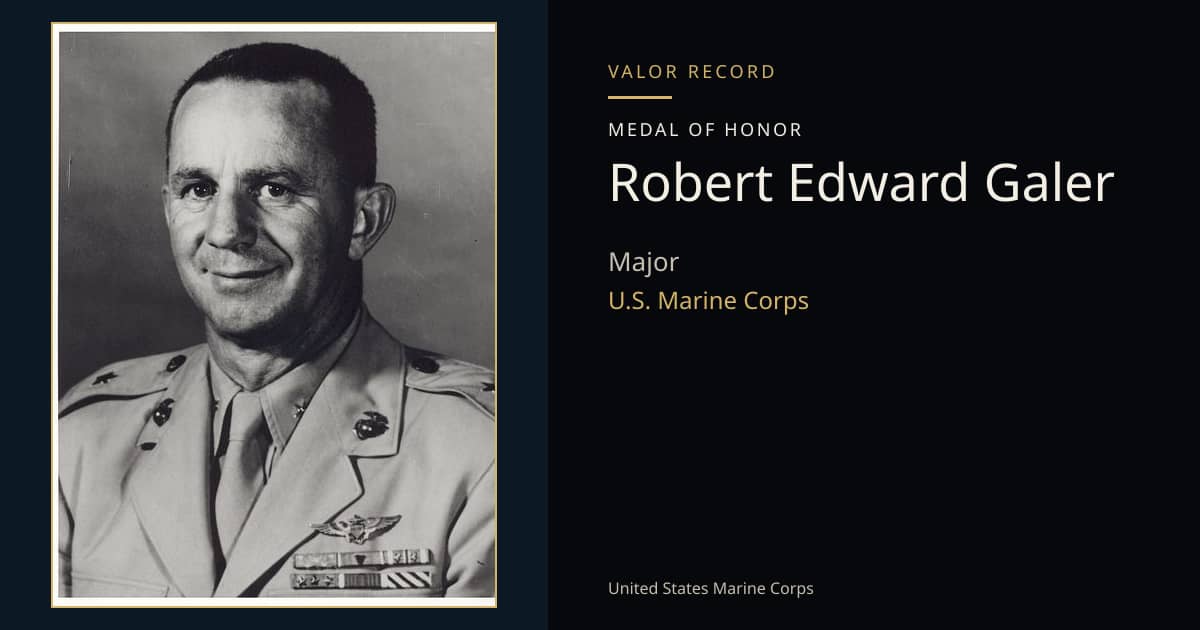 VALOR RECORD
MEDAL OF HONOR
Robert Edward Galer
Major
U.S. Marine Corps
United States Marine Corps